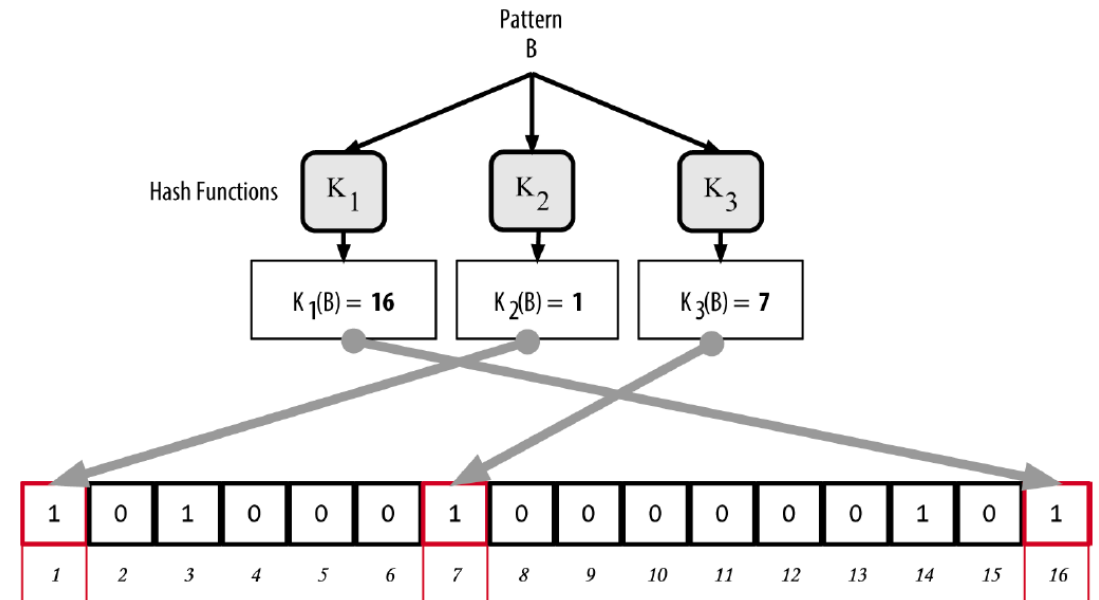 Pattern
B
Hash Functions
K1
K2
K3
K1(B) = 16
K2(B) = 1
K3(B) = 7
1 0 1 0 0 0 1 0 0 0 0 0 0 1 0 1
1 2 3 4 5 6 7 8 9 10 11 12 13 14 15 16